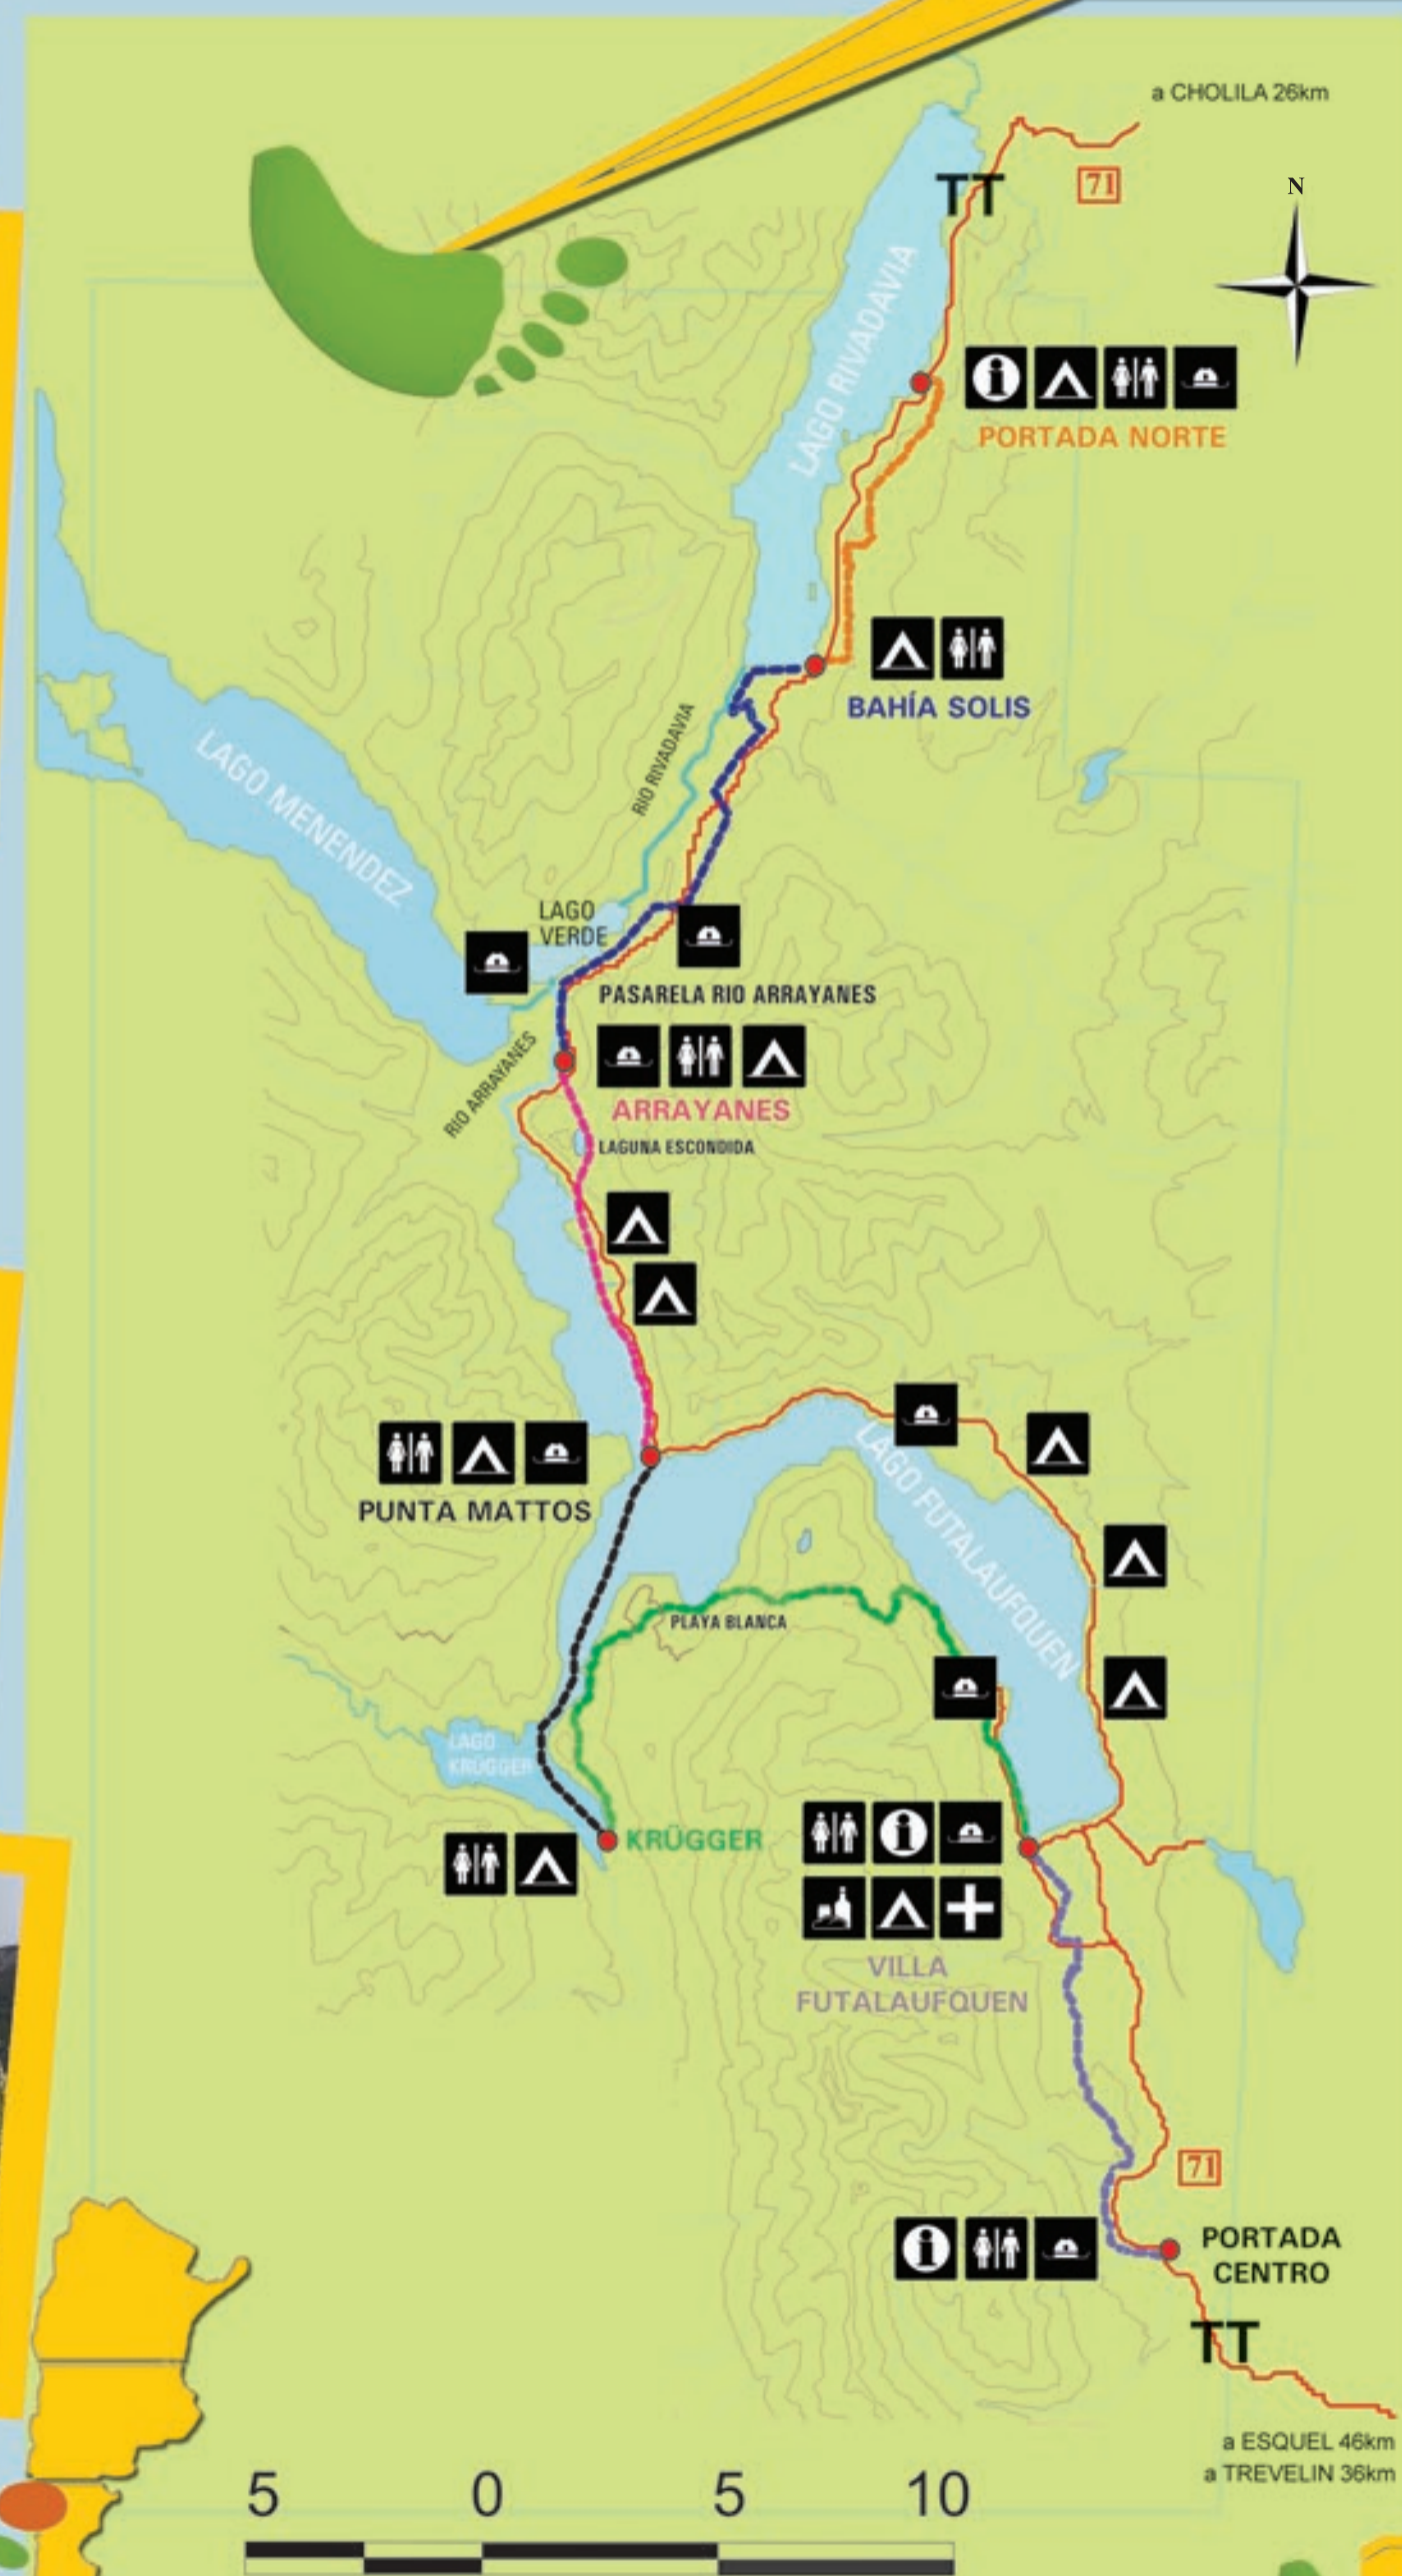 a CHOLILA 26km
TT
71
N
LAGO RIVADAVIA
PORTADA NORTE
BAHÍA SOLIS
RIO RIVADAVIA
LAGO MENENDEZ
LAGO
VERDE
PASARELA RIO ARRAYANES
RIO ARRAYANES
ARRAYANES
LAGUNA ESCONDIDA
PUNTA MATTOS
LAGO FUTALAUFQUEN
PLAYA BLANCA
LAGO
KRÜGGER
KRÜGGER
VILLA
FUTALAUFQUEN
71
PORTADA
CENTRO
TT
a ESQUEL 46km
a TREVELIN 36km
5 0 5 10